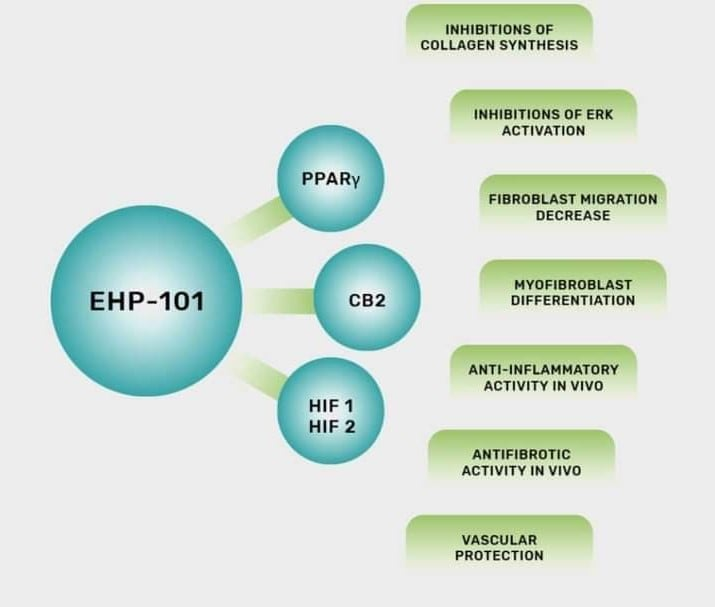 INHIBITIONS OF
COLLAGEN SYNTHESIS
INHIBITIONS OF ERK
ACTIVATION
PPARγ
FIBROBLAST MIGRATION
DECREASE
EHP-101
CB2
MYOFIBROBLAST
DIFFERENTIATION
HIF 1
HIF 2
ANTI-INFLAMMATORY
ACTIVITY IN VIVO
ANTIFIBROTIC
ACTIVITY IN VIVO
VASCULAR
PROTECTION